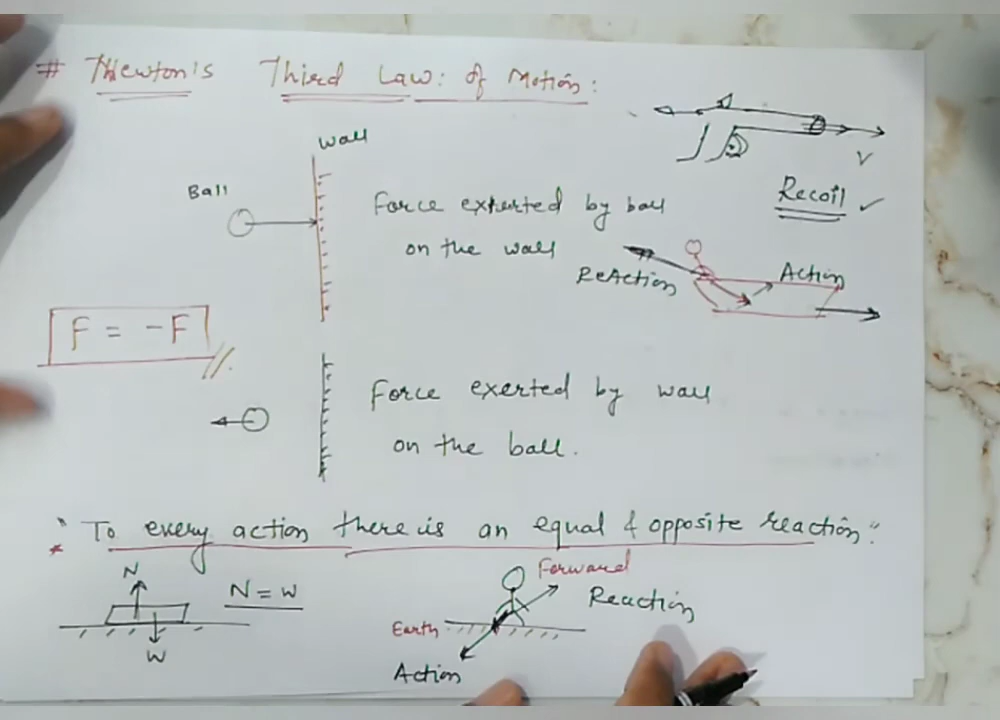 # Newton's Third Law: of Motion:
wall
Ball
V
Recoil ✓
Force experted by ball
on the wall
ReAction
Action
F = -F
Force exerted by wall
on the ball.
"To every action there is an equal & opposite reaction."
*
N
N = W
W
Forward
Reaction
Earth
Action